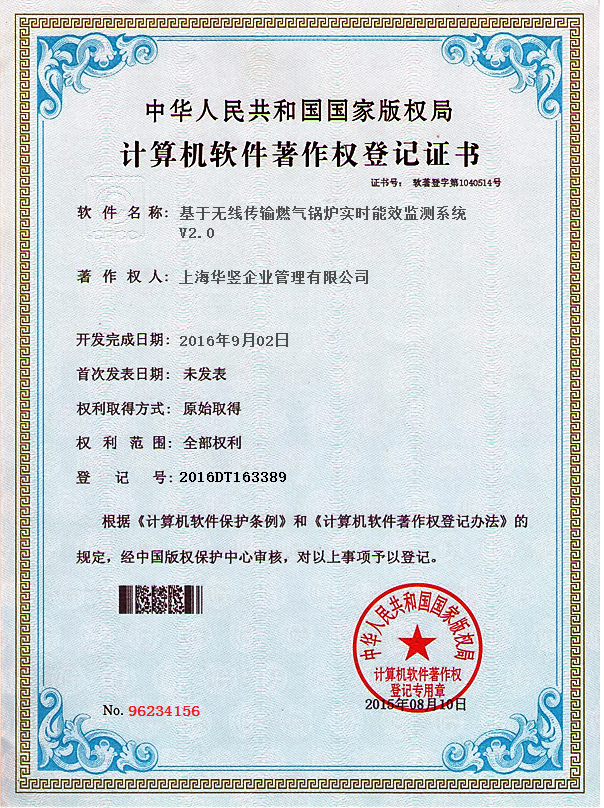 中华人民共和国国家版权局
计算机软件著作权登记证书
证书号： 软著登字第1040514号
软件名称： 基于无线传输燃气锅炉实时能效监测系统
V2.0
著作权人： 上海华竖企业管理有限公司
开发完成日期： 2016年9月02日
首次发表日期： 未发表
权利取得方式： 原始取得
权利范围： 全部权利
登记号： 2016DT163389
根据《计算机软件保护条例》和《计算机软件著作权登记办法》的
规定，经中国版权保护中心审核，对以上事项予以登记。
中华人民共和国国家版权局
计算机软件著作权
登记专用章
No. 96234156
2015年08月10日